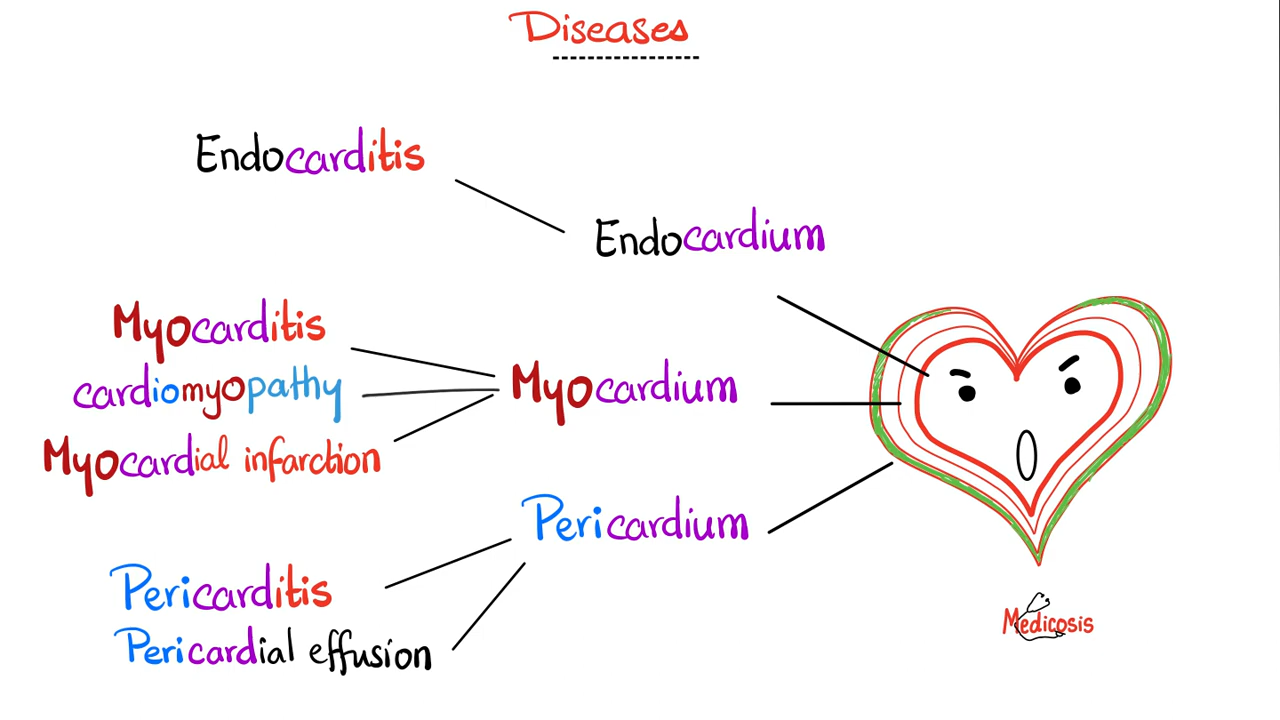 Diseases
Endocarditis
Endocardium
Myocarditis
cardiomyopathy
Myocardium
Myocardial infarction
Pericardium
Pericarditis
Pericardial effusion
Medicosis